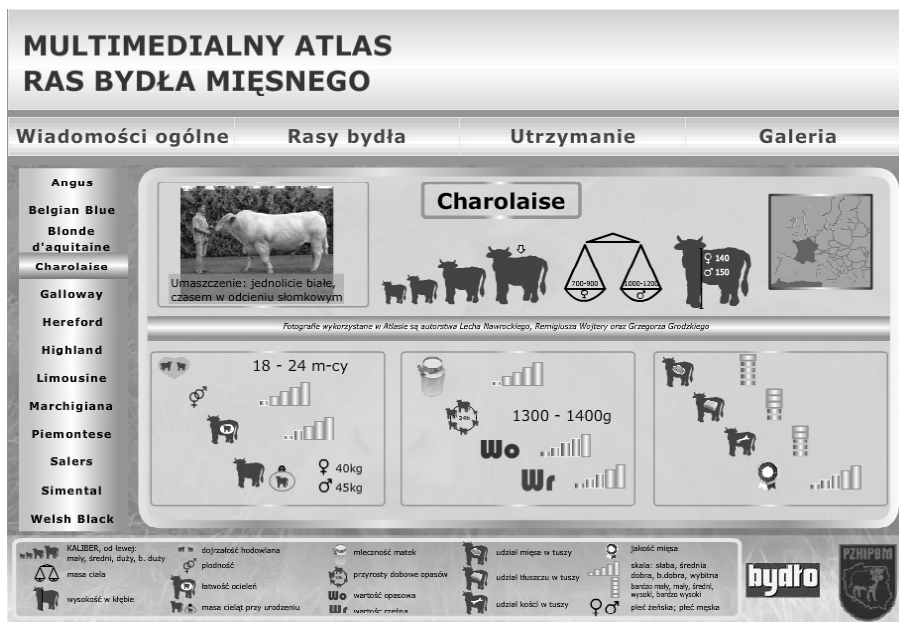 MULTIMEDIALNY ATLAS
RAS BYDŁA MIĘSNEGO
Wiadomości ogólne
Rasy bydła
Utrzymanie
Galeria
Angus
Belgian Blue
Blonde
d'aquitaine
Charolaise
Galloway
Hereford
Highland
Limousine
Marchigiana
Piemontese
Salers
Simental
Welsh Black
Umaszczenie: jednolicie białe,
czasem w odcieniu słomkowym
Charolaise
700-900
♀
1000-1200
♂
♀ 140
♂ 150
Fotografie wykorzystane w Atlasie są autorstwa Lecha Nawrockiego, Remigiusza Wojtery oraz Grzegorza Grodzkiego
18 - 24 m-cy
♀ 40kg
♂ 45kg
24h
1300 - 1400g
Wo
Wr
KALIBER, od lewej:
mały, średni, duży, b. duży
masa ciała
wysokość w kłębie
dojrzałość hodowlana
płodność
łatwość ocieleń
masa cieląt przy urodzeniu
mleczność matek
przyrosty dobowe opasów
Wo wartość opasowa
Wr wartość rzeźna
udział mięsa w tuszy
udział tłuszczu w tuszy
udział kości w tuszy
jakość mięsa
skala: słaba, średnia
dobra, b.dobra, wybitna
bardzo mały, mały, średni,
wysoki, bardzo wysoki
płeć żeńska; płeć męska
bydło
PZHiPBM